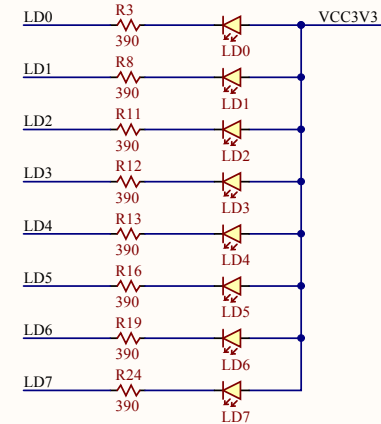 LD0 R3 VCC3V3
390 LD0
LD1 R8
390 LD1
LD2 R11
390 LD2
LD3 R12
390 LD3
LD4 R13
390 LD4
LD5 R16
390 LD5
LD6 R19
390 LD6
LD7 R24
390 LD7